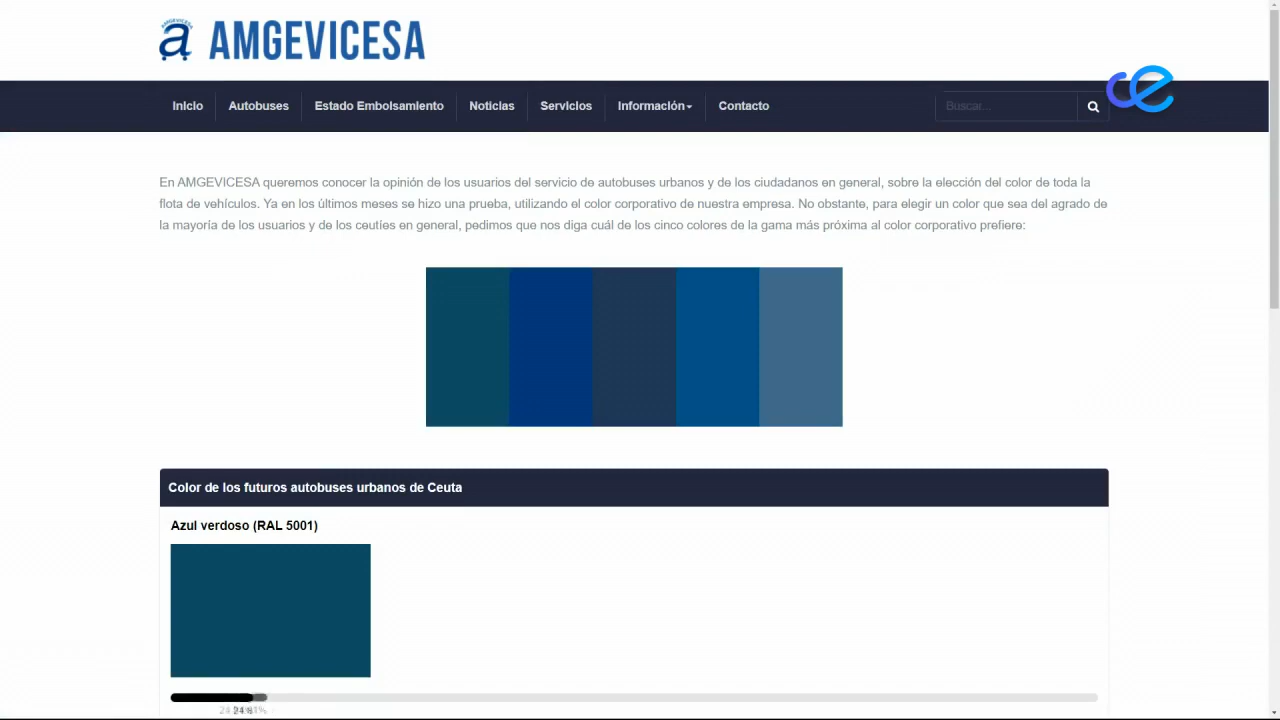 AMGEVICESA
a AMGEVICESA
Inicio Autobuses Estado Embolsamiento Noticias Servicios Información Contacto Buscar... ce
En AMGEVICESA queremos conocer la opinión de los usuarios del servicio de autobuses urbanos y de los ciudadanos en general, sobre la elección del color de toda la
flota de vehículos. Ya en los últimos meses se hizo una prueba, utilizando el color corporativo de nuestra empresa. No obstante, para elegir un color que sea del agrado de
la mayoría de los usuarios y de los ceutíes en general, pedimos que nos diga cuál de los cinco colores de la gama más próxima al color corporativo prefiere:
Color de los futuros autobuses urbanos de Ceuta
Azul verdoso (RAL 5001)